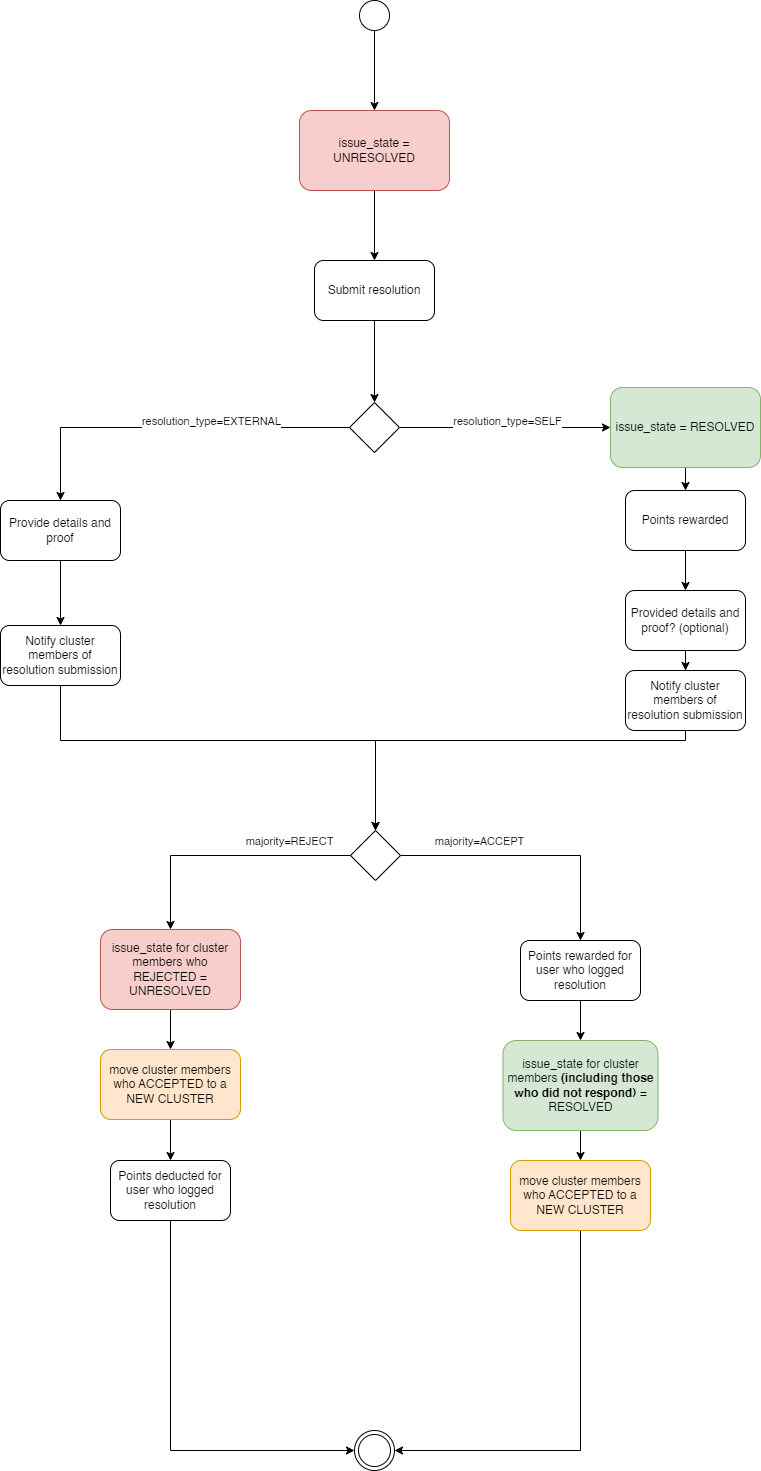 issue_state =
UNRESOLVED
Submit resolution
resolution_type=EXTERNAL
resolution_type=SELF
issue_state = RESOLVED
Provide details and
proof
Points rewarded
Provided details and
proof? (optional)
Notify cluster
members of
resolution submission
Notify cluster
members of
resolution submission
majority=REJECT
majority=ACCEPT
issue_state for cluster
members who
REJECTED =
UNRESOLVED
Points rewarded for
user who logged
resolution
move cluster members
who ACCEPTED to a
NEW CLUSTER
issue_state for cluster
members (including those
who did not respond) =
RESOLVED
Points deducted for
user who logged
resolution
move cluster members
who ACCEPTED to a
NEW CLUSTER